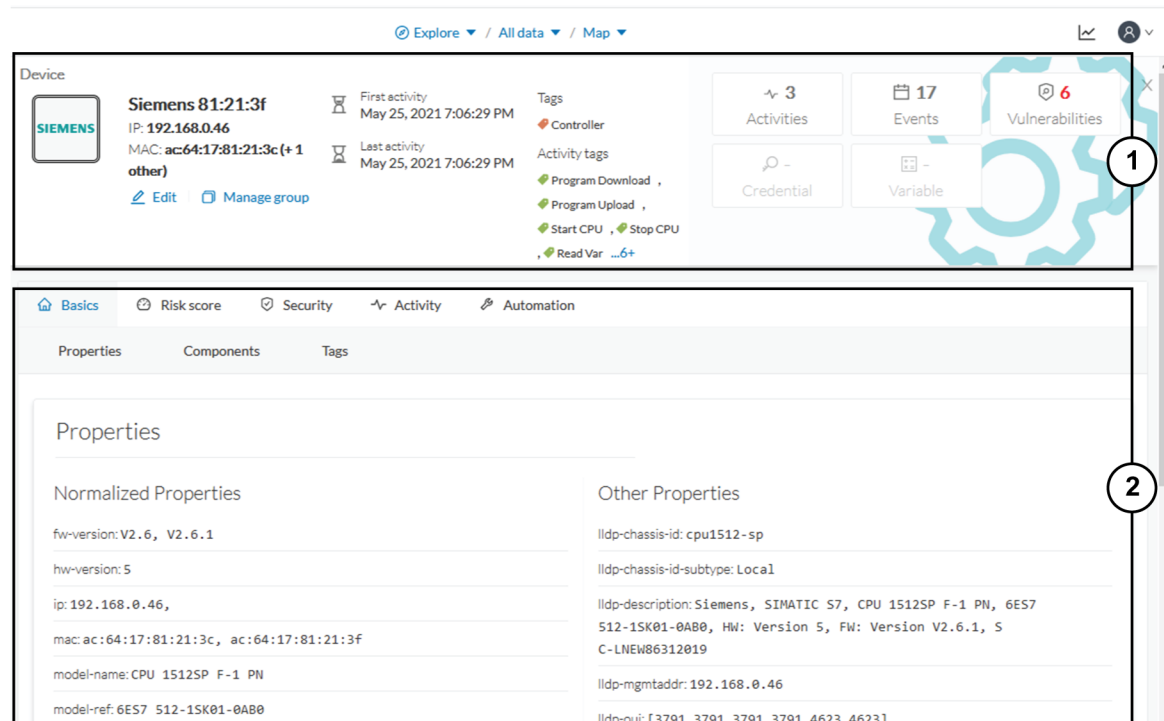 Explore / All data / Map
Device
SIEMENS
Siemens 81:21:3f
IP: 192.168.0.46
MAC: ac:64:17:81:21:3c (+ 1
other)
Edit Manage group
First activity
May 25, 2021 7:06:29 PM
Last activity
May 25, 2021 7:06:29 PM
Tags
Controller
Activity tags
Program Download ,
Program Upload ,
Start CPU , Stop CPU
, Read Var ...6+
3
Activities
17
Events
6
Vulnerabilities
-
Credential
-
Variable
1
Basics Risk score Security Activity Automation
Properties Components Tags
Properties
Normalized Properties
fw-version: V2.6, V2.6.1
hw-version: 5
ip: 192.168.0.46,
mac: ac:64:17:81:21:3c, ac:64:17:81:21:3f
model-name: CPU 1512SP F-1 PN
model-ref: 6ES7 512-1SK01-0AB0
Other Properties
lldp-chassis-id: cpu1512-sp
lldp-chassis-id-subtype: Local
lldp-description: Siemens, SIMATIC S7, CPU 1512SP F-1 PN, 6ES7
512-1SK01-0AB0, HW: Version 5, FW: Version V2.6.1, S
C-LNEW86312019
lldp-mgmtaddr: 192.168.0.46
lldp-oui: [3791 3791 3791 3791 4623 4623]
2